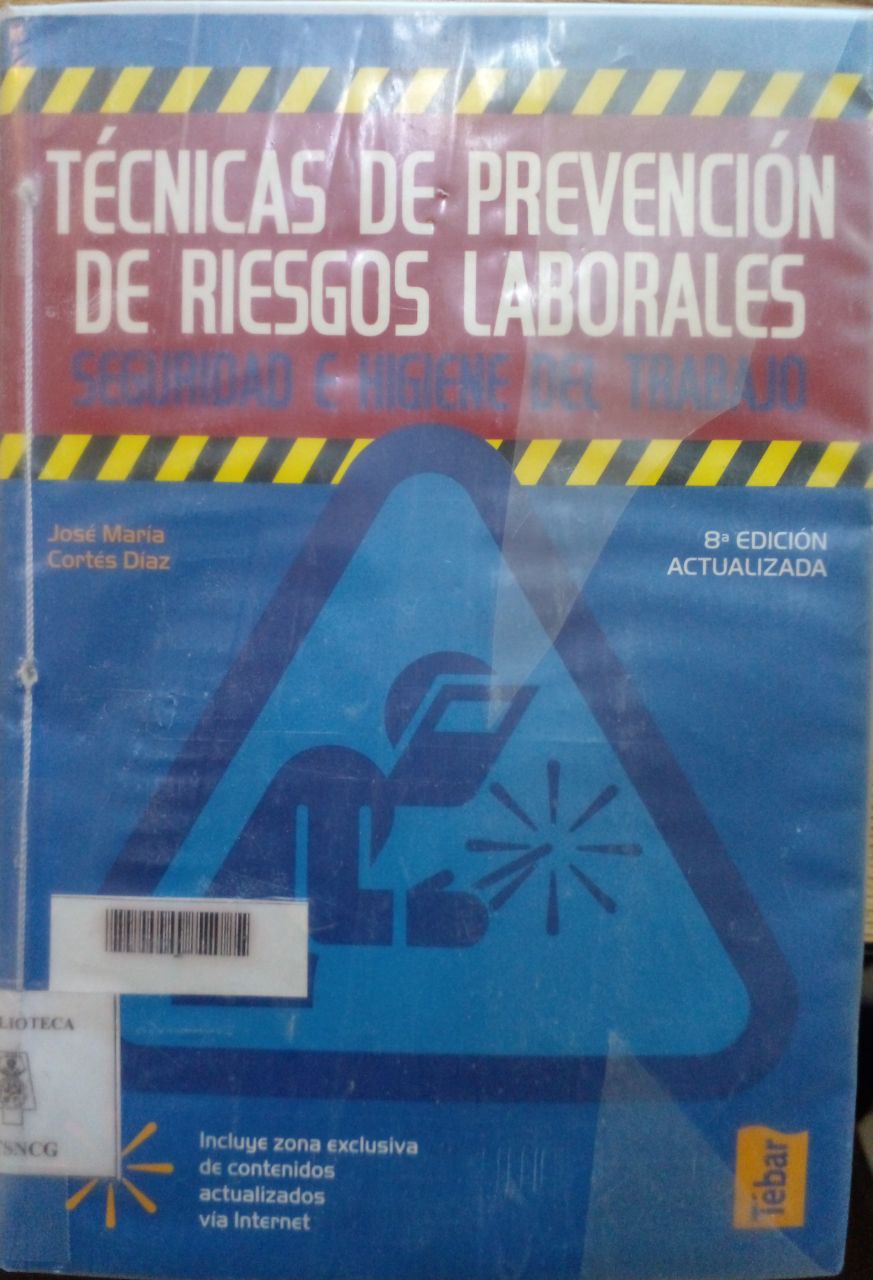 TÉCNICAS DE PREVENCIÓN
DE RIESGOS LABORALES
SEGURIDAD E HIGIENE DEL TRABAJO
José María
Cortés Díaz
8ª EDICIÓN
ACTUALIZADA
LIOTECA
SNCG
Incluye zona exclusiva
de contenidos
actualizados
vía Internet
Tébar